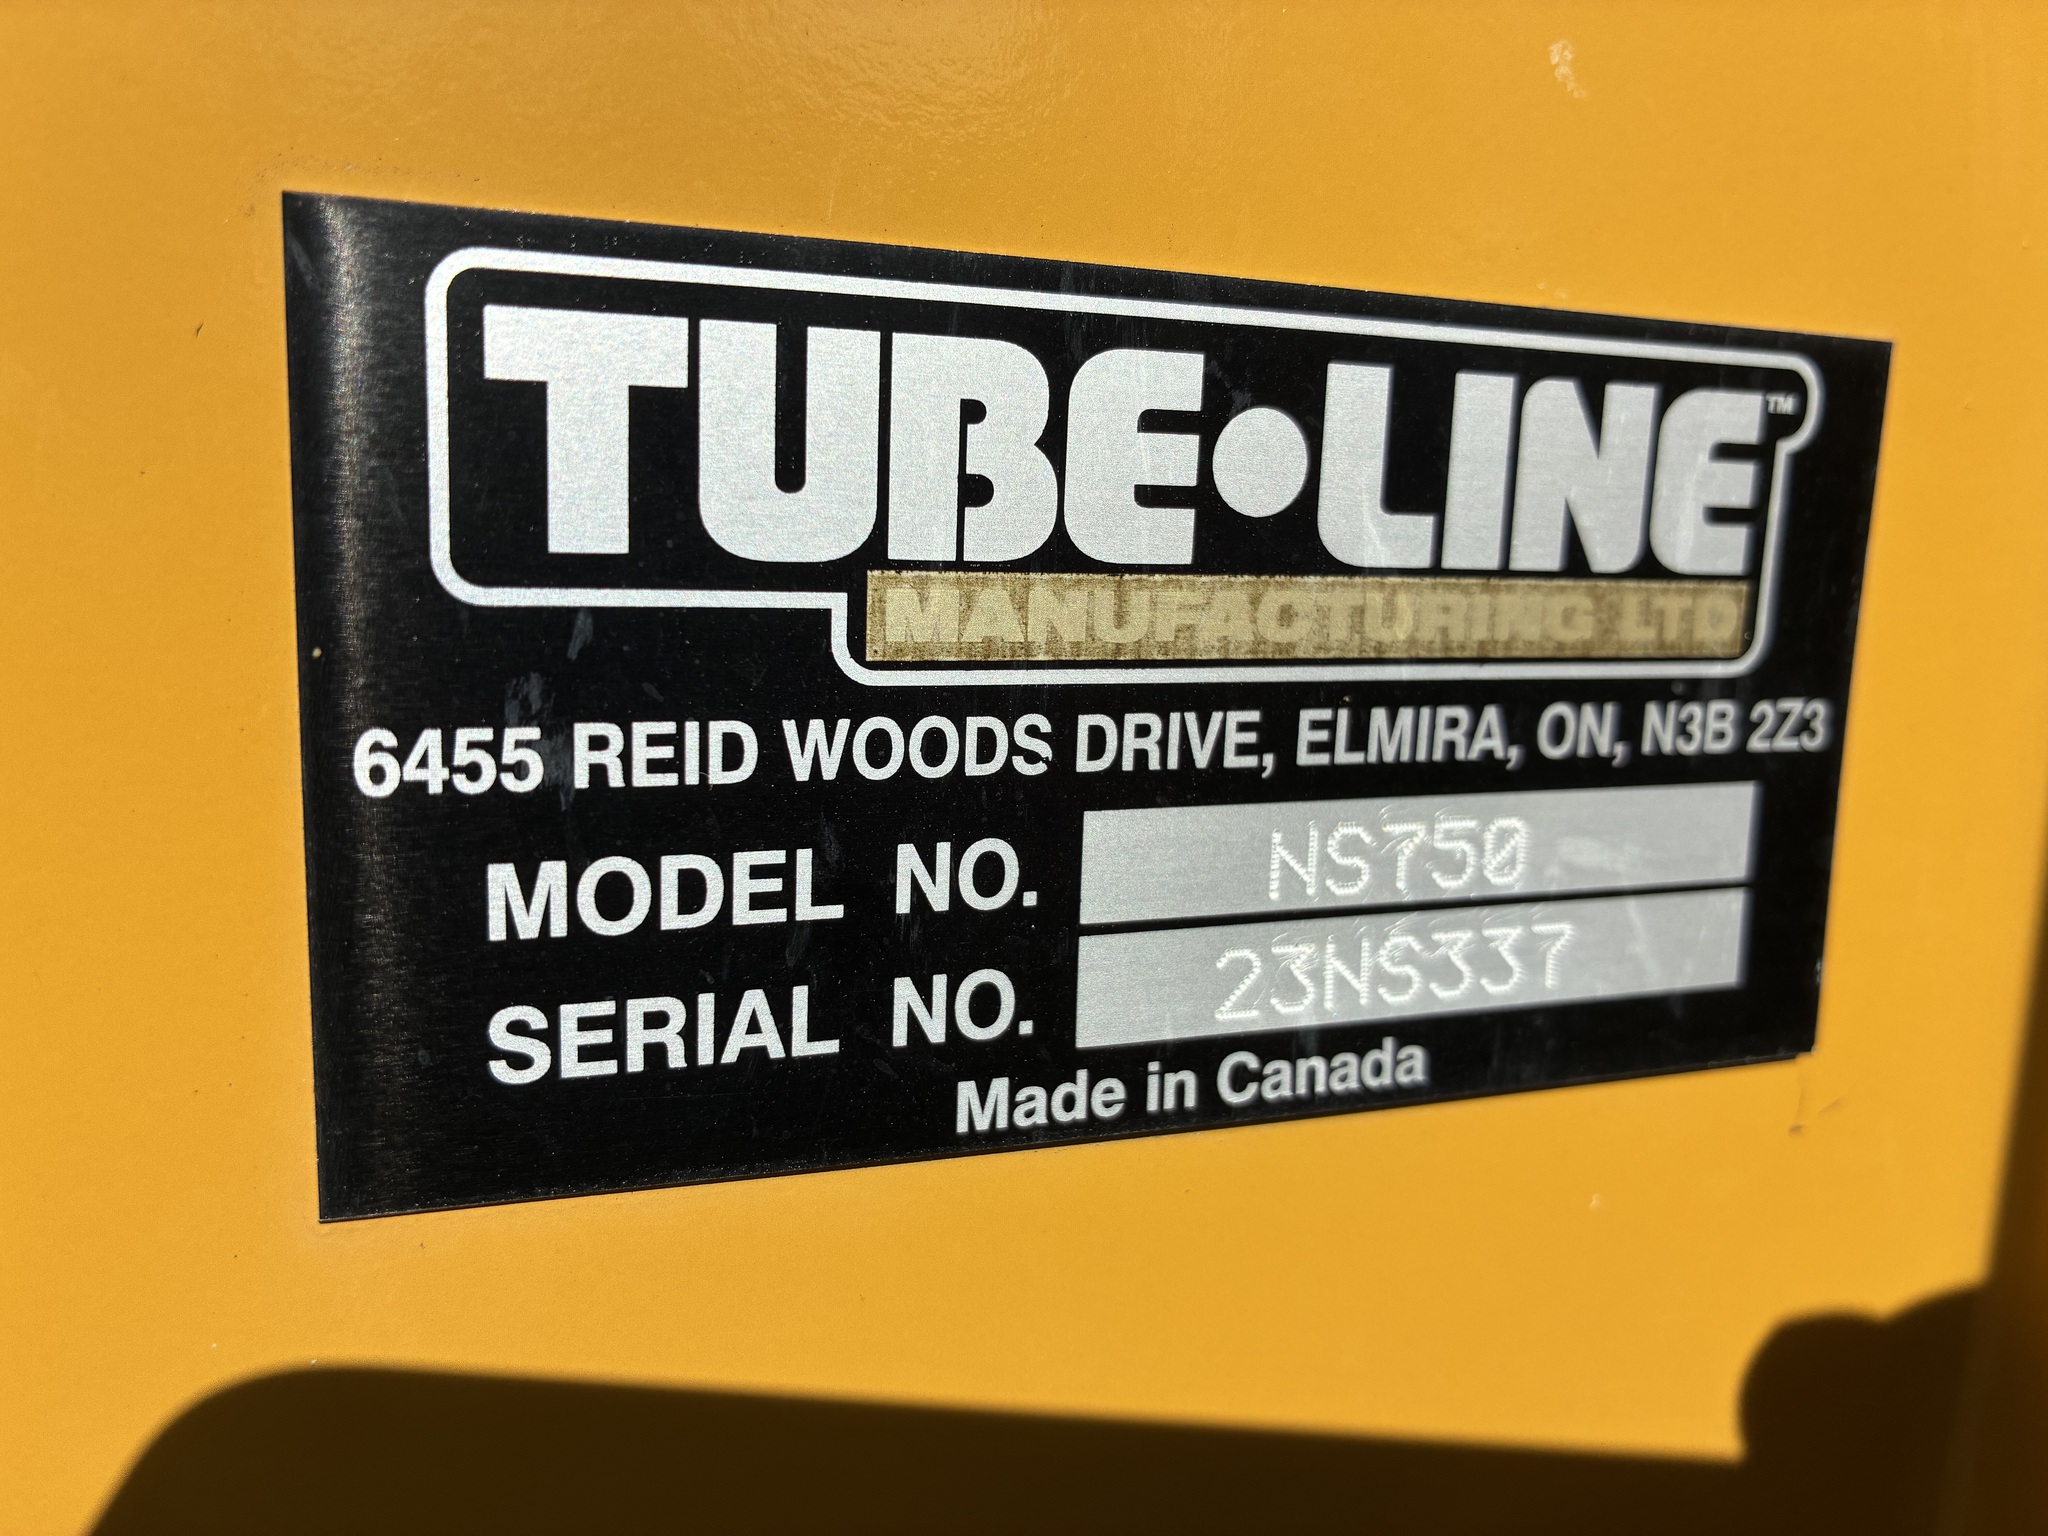 TUBE•LINE™
MANUFACTURING LTD
6455 REID WOODS DRIVE, ELMIRA, ON, N3B 2Z3
MODEL NO. NS750
SERIAL NO. 23NS337
Made in Canada